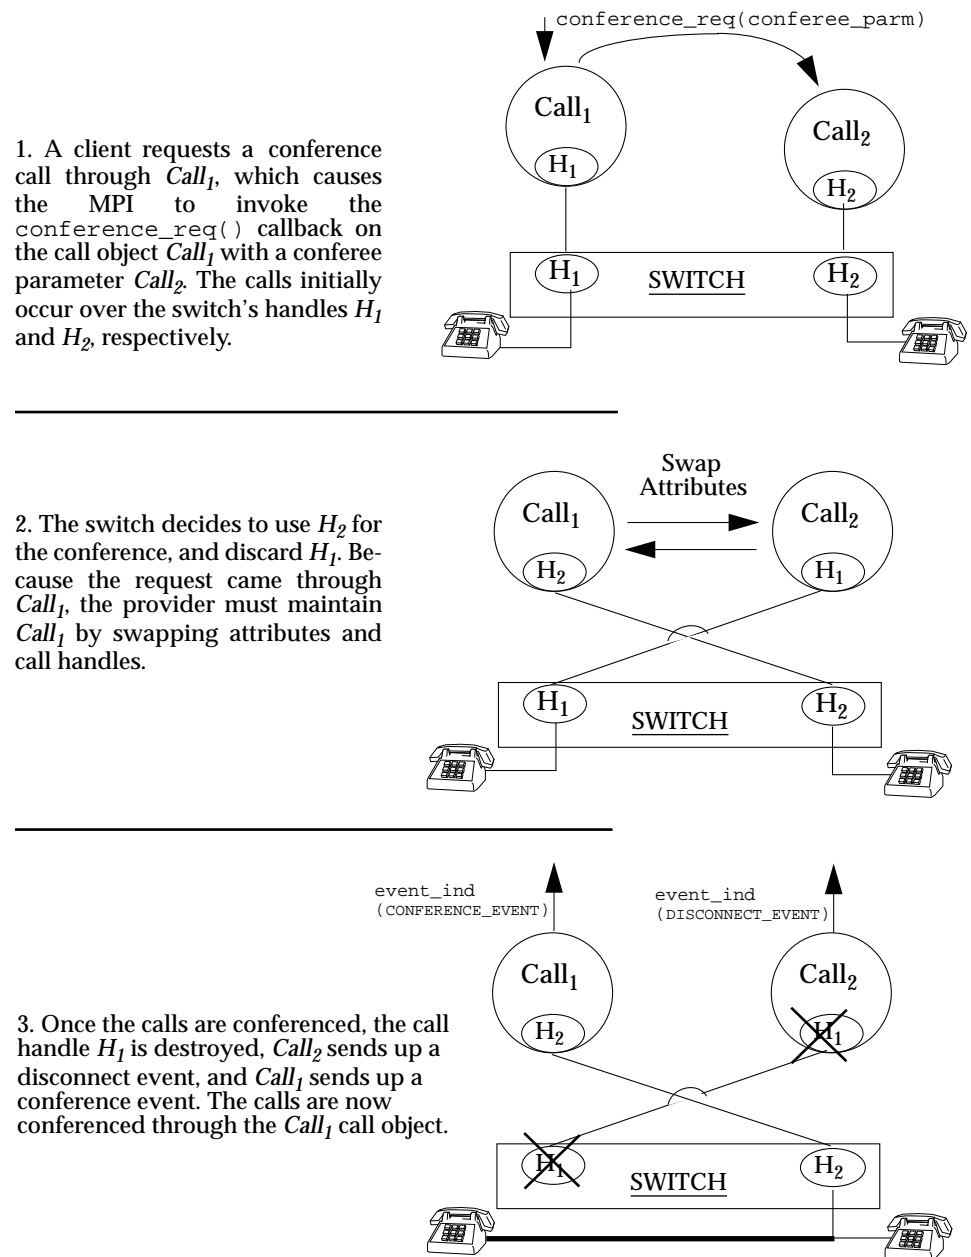 conference_req(conferee_parm)
Call1
Call2
H1
H2
1. A client requests a conference
call through Call1, which causes
the MPI to invoke the
conference_req() callback on
the call object Call1 with a conferee
parameter Call2. The calls initially
occur over the switch's handles H1
and H2, respectively.
H1
SWITCH
H2
Swap
Attributes
Call1
Call2
H2
H1
2. The switch decides to use H2 for
the conference, and discard H1. Be-
cause the request came through
Call1, the provider must maintain
Call1 by swapping attributes and
call handles.
H1
SWITCH
H2
event_ind
(CONFERENCE_EVENT)
event_ind
(DISCONNECT_EVENT)
Call1
Call2
H2
H1
3. Once the calls are conferenced, the call
handle H1 is destroyed, Call2 sends up a
disconnect event, and Call1 sends up a
conference event. The calls are now
conferenced through the Call1 call object.
H1
SWITCH
H2